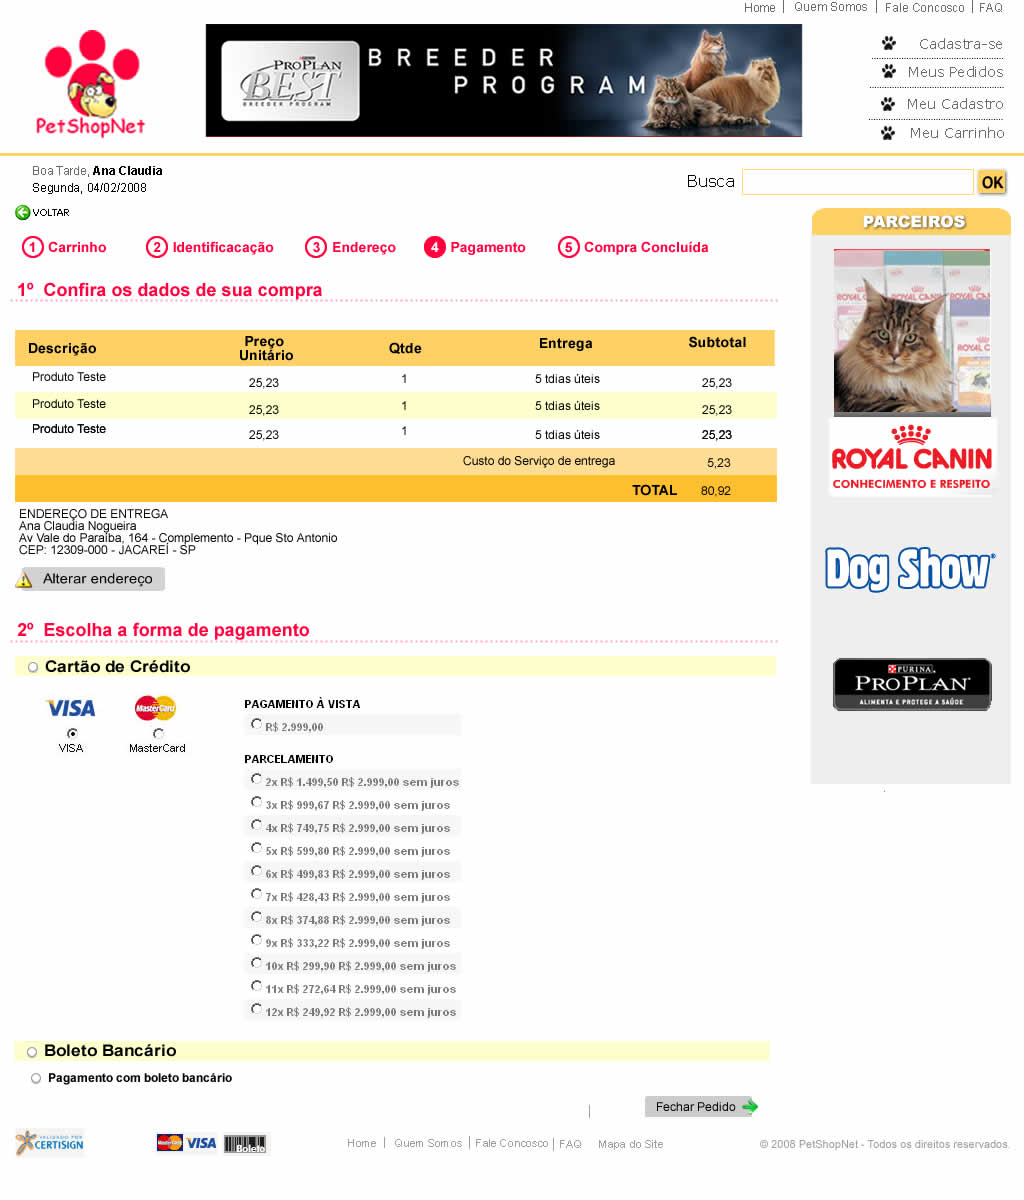 Home | Quem Somos | Fale Concosco | FAQ
PetShopNet
PURINA
PROPLAN
BEST
BREEDER PROGRAM
BREEDER
PROGRAM
Cadastra-se
Meus Pedidos
Meu Cadastro
Meu Carrinho
Boa Tarde, Ana Claudia
Segunda, 04/02/2008
Busca OK
VOLTAR
1 Carrinho 2 Identificacação 3 Endereço 4 Pagamento 5 Compra Concluída
PARCEIROS
1º Confira os dados de sua compra
Descrição Preço Unitário Qtde Entrega Subtotal
Produto Teste 25,23 1 5 tdias úteis 25,23
Produto Teste 25,23 1 5 tdias úteis 25,23
Produto Teste 25,23 1 5 tdias úteis 25,23
Custo do Serviço de entrega 5,23
TOTAL 80,92
ROYAL CANIN
CONHECIMENTO E RESPEITO
ENDEREÇO DE ENTREGA
Ana Claudia Nogueira
Av Vale do Paraíba, 164 - Complemento - Pque Sto Antonio
CEP: 12309-000 - JACAREÍ - SP
Alterar endereço
Dog Show®
2º Escolha a forma de pagamento
Cartão de Crédito
PURINA
PROPLAN
ALIMENTA E PROTEGE A SAÚDE
VISA MasterCard
VISA MasterCard
PAGAMENTO À VISTA
R$ 2.999,00
PARCELAMENTO
2x R$ 1.499,50 R$ 2.999,00 sem juros
3x R$ 999,67 R$ 2.999,00 sem juros
4x R$ 749,75 R$ 2.999,00 sem juros
5x R$ 599,80 R$ 2.999,00 sem juros
6x R$ 499,83 R$ 2.999,00 sem juros
7x R$ 428,43 R$ 2.999,00 sem juros
8x R$ 374,88 R$ 2.999,00 sem juros
9x R$ 333,22 R$ 2.999,00 sem juros
10x R$ 299,90 R$ 2.999,00 sem juros
11x R$ 272,64 R$ 2.999,00 sem juros
12x R$ 249,92 R$ 2.999,00 sem juros
Boleto Bancário
Pagamento com boleto bancário
Fechar Pedido
VALIDADO POR
CERTISIGN
MasterCard VISA Boleto
Home | Quem Somos | Fale Concosco | FAQ Mapa do Site
© 2008 PetShopNet - Todos os direitos reservados.